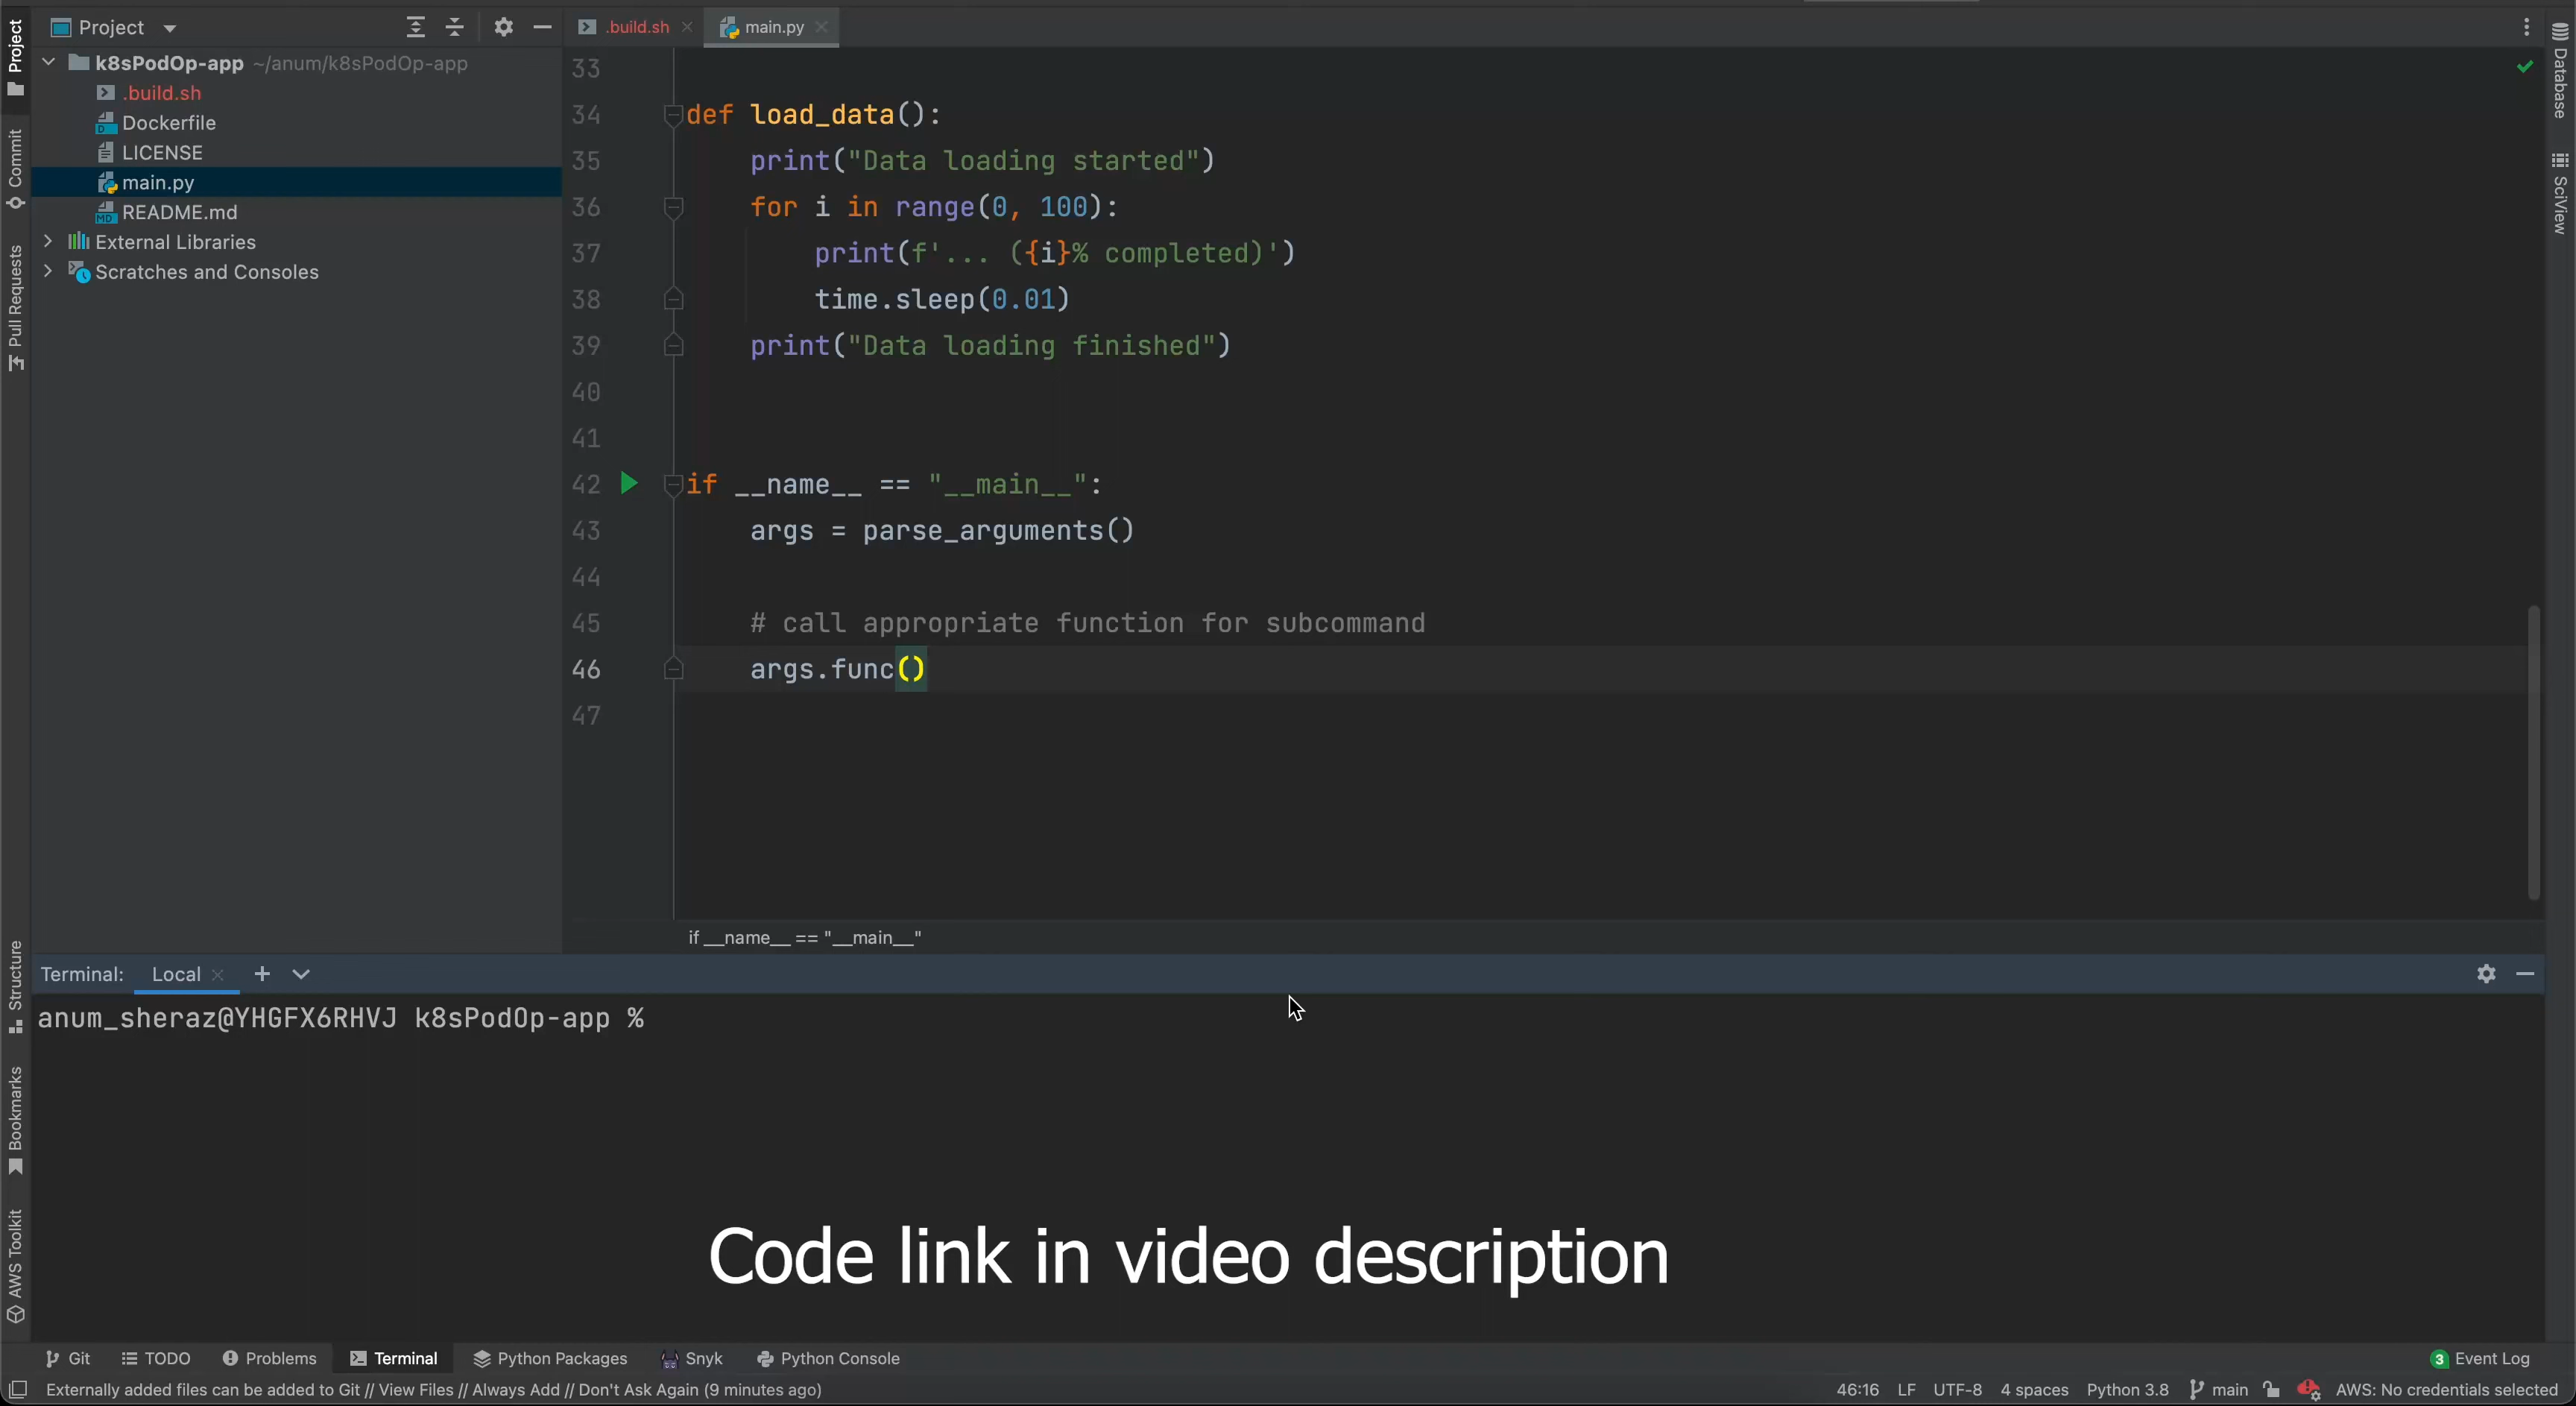 Project
.build.sh
main.py
k8sPodOp-app ~/anum/k8sPodOp-app
.build.sh
Dockerfile
LICENSE
main.py
README.md
External Libraries
Scratches and Consoles
Project
Commit
Pull Requests
Structure
Bookmarks
AWS Toolkit
33
34 def load_data():
35 print("Data loading started")
36 for i in range(0, 100):
37 print(f'... ({i}% completed)')
38 time.sleep(0.01)
39 print("Data loading finished")
40
41
42 if __name__ == "__main__":
43 args = parse_arguments()
44
45 # call appropriate function for subcommand
46 args.func()
47
if __name__ == "__main__"
Database
SciView
Terminal: Local
anum_sheraz@YHGFX6RHVJ k8sPodOp-app %
Code link in video description
Git TODO Problems Terminal Python Packages Snyk Python Console 3 Event Log
Externally added files can be added to Git // View Files // Always Add // Don't Ask Again (9 minutes ago) 46:16 LF UTF-8 4 spaces Python 3.8 main AWS: No credentials selected